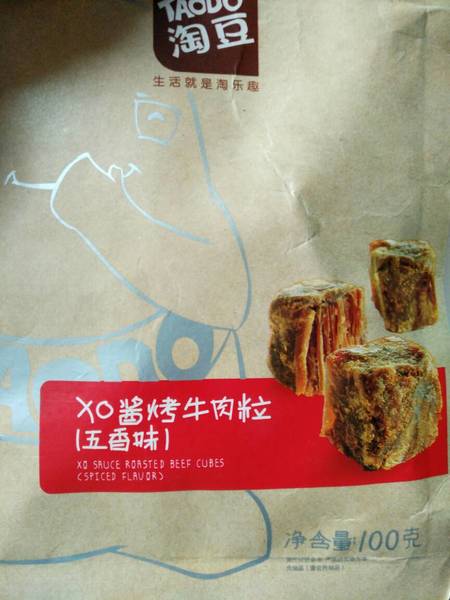 TAODO
淘豆
生活就是淘乐趣
AODO
XO酱烤牛肉粒
(五香味)
XO SAUCE ROASTED BEEF CUBES
(SPICED FLAVOR)
净含量:100克